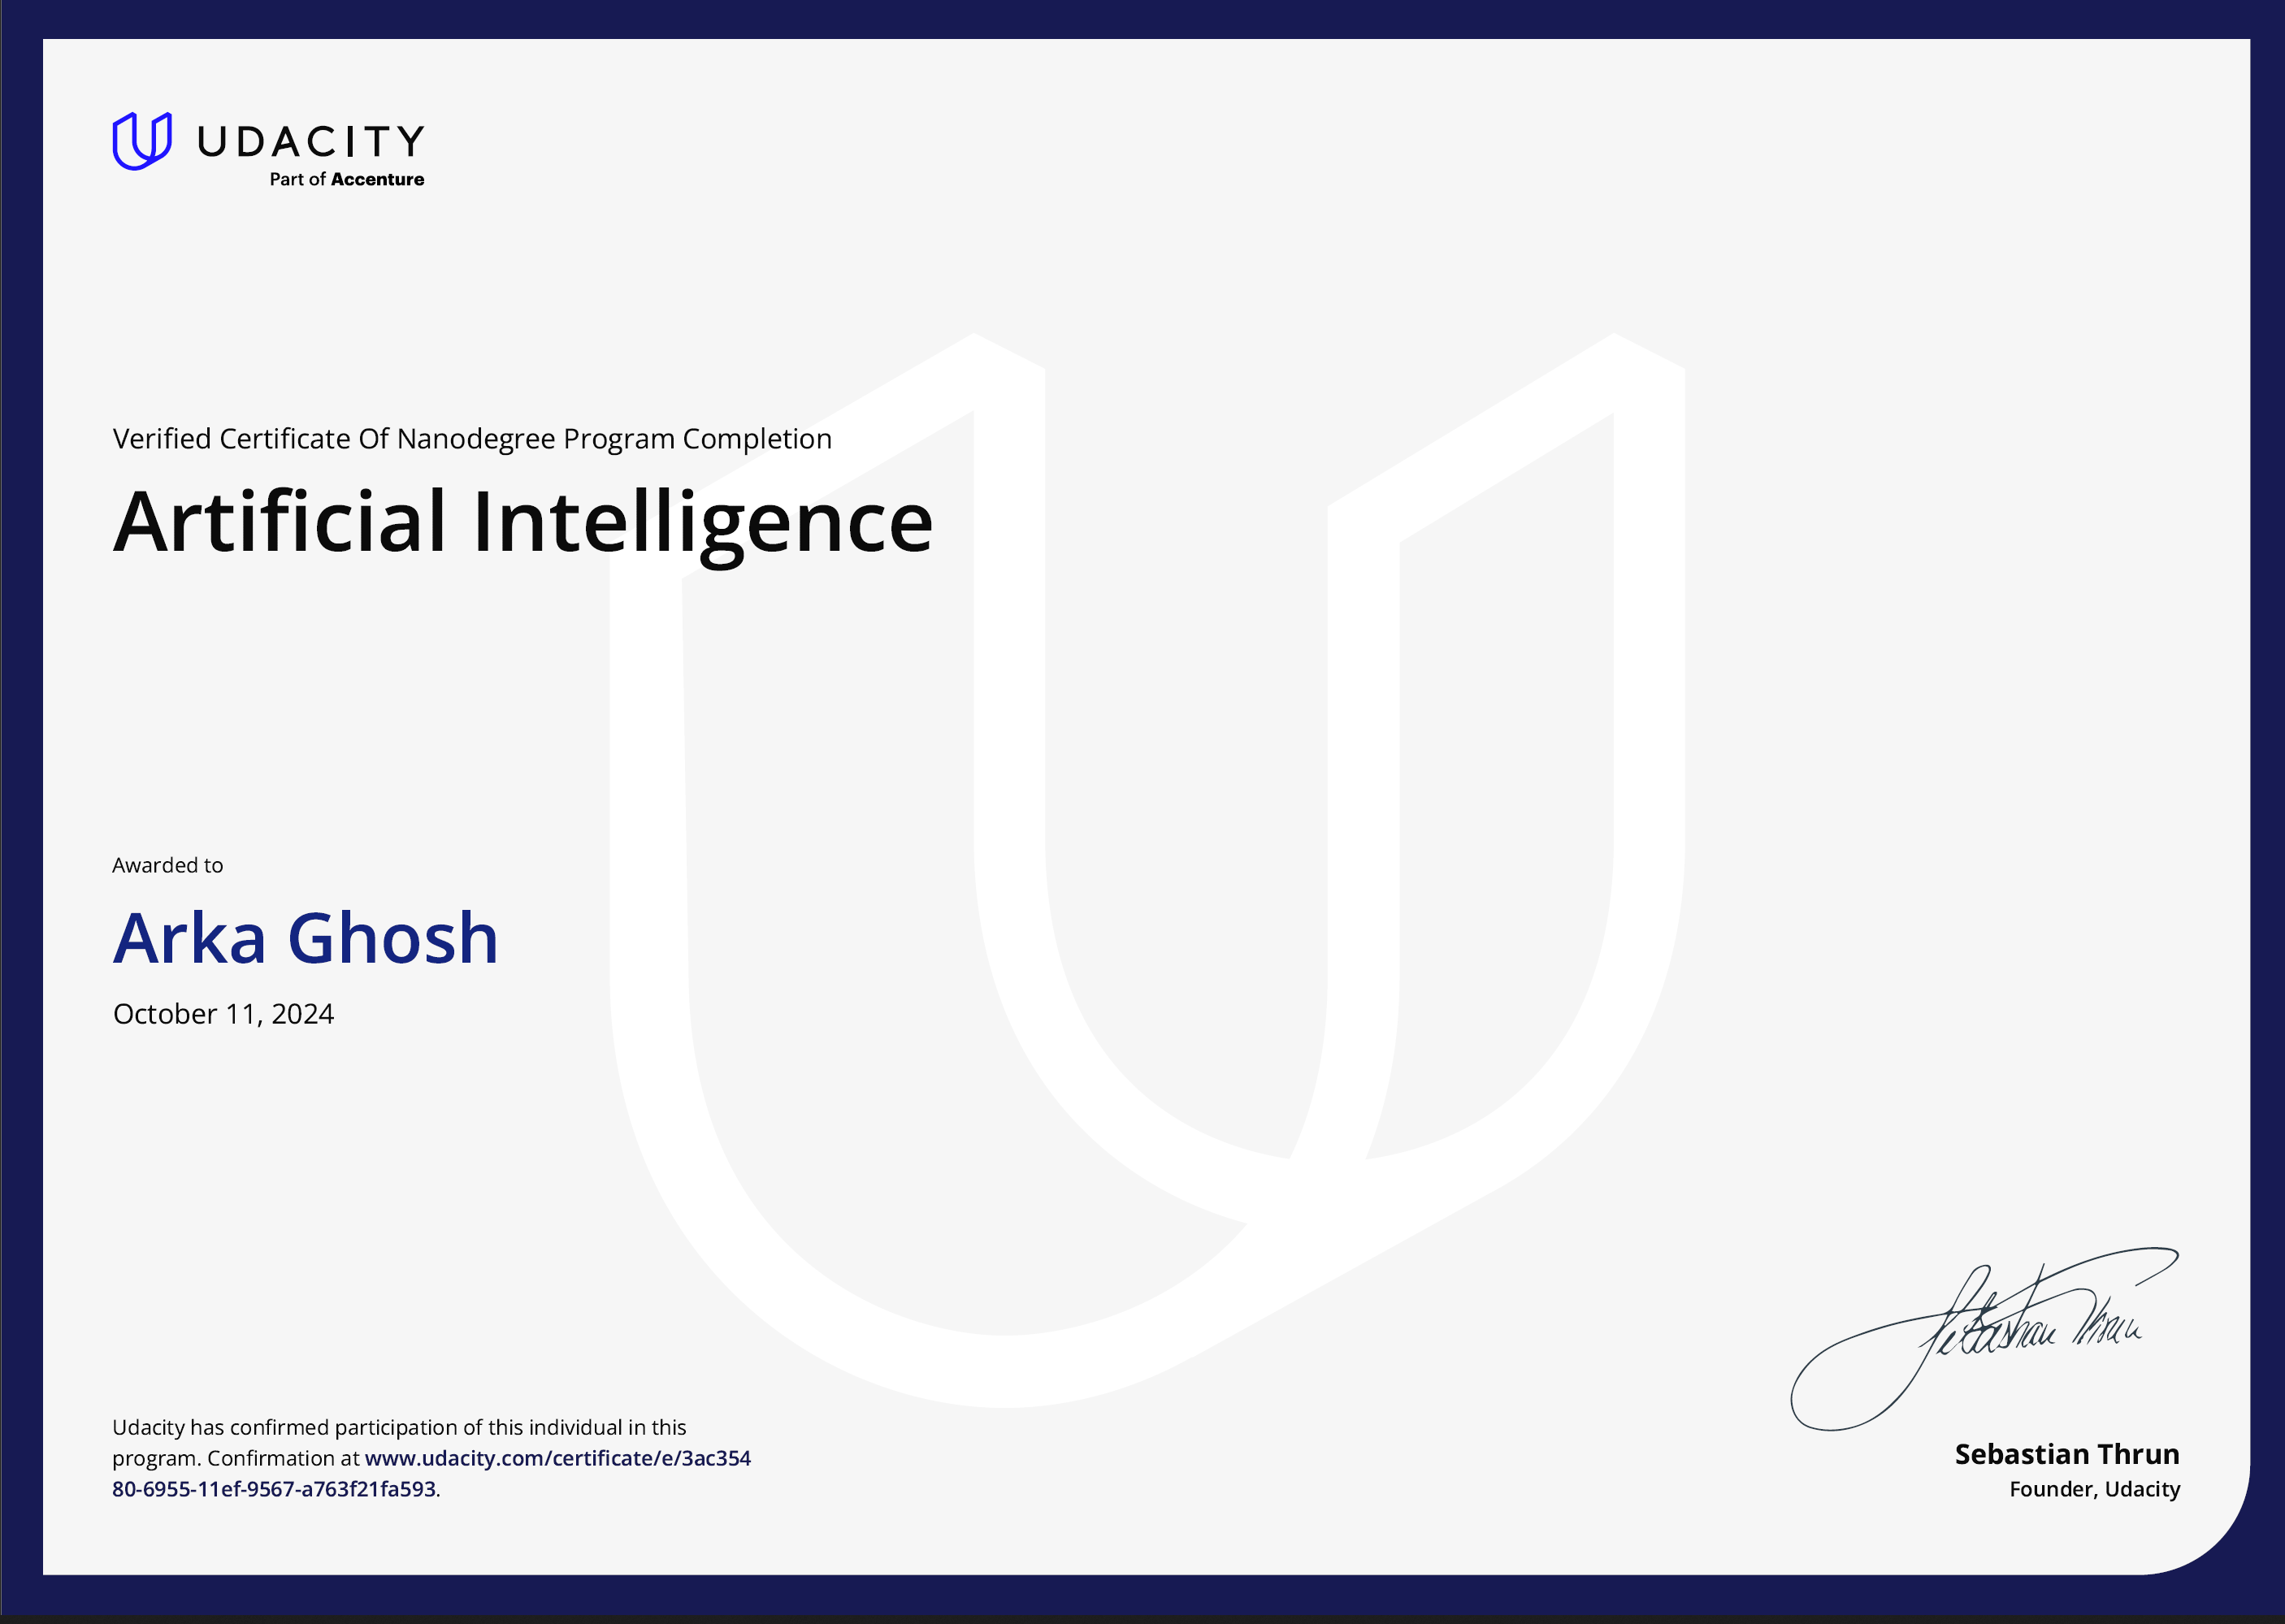 UDACITY
Part of Accenture
Verified Certificate Of Nanodegree Program Completion
Artificial Intelligence
Awarded to
Arka Ghosh
October 11, 2024
Udacity has confirmed participation of this individual in this
program. Confirmation at www.udacity.com/certificate/e/3ac354
80-6955-11ef-9567-a763f21fa593.
Sebastian Thrun
Sebastian Thrun
Founder, Udacity